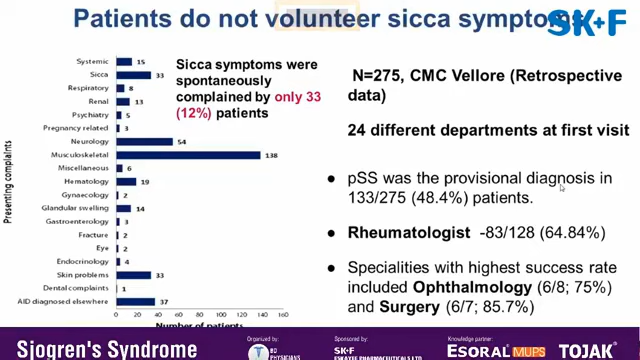 Patients do not volunteer sicca symptoms
SK+F
Presenting complaints
Systemic 15
Sicca 33
Respiratory 8
Renal 13
Psychiatry 5
Pregnancy related 3
Neurology 54
Musculoskeletal 138
Miscellaneous 6
Hematology 19
Gynaecology 2
Glandular swelling 14
Gastroenterology 3
Fracture 2
Eye 2
Endocrinology 4
Skin problems 33
Dental complaints 1
AID diagnosed elsewhere 37
0 20 40 60 80 100 120 140 160
Number of patients
Sicca symptoms were
spontaneously
complained by only 33
(12%) patients
N=275, CMC Vellore (Retrospective
data)
24 different departments at first visit
● pSS was the provisional diagnosis in
133/275 (48.4%) patients.
● Rheumatologist -83/128 (64.84%)
● Specialities with highest success rate
included Ophthalmology (6/8; 75%)
and Surgery (6/7; 85.7%)
Sjogren's Syndrome
Organized by:
PHYSICIANS
Sponsored by:
SK+F
ESKAYEF PHARMACEUTICALS LTD.
Knowledge partner:
ESORAL MUPS
TOJAK